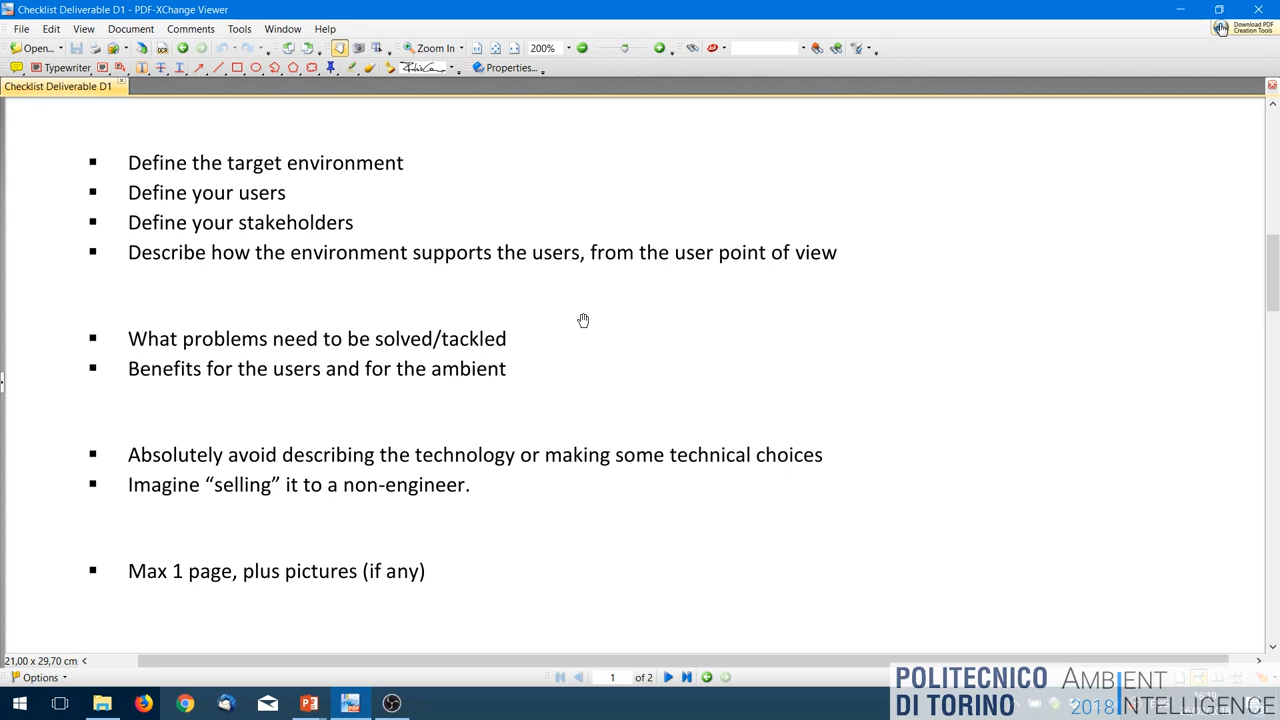 Checklist Deliverable D1 - PDF-XChange Viewer
File Edit View Document Comments Tools Window Help
Download PDF
Creation Tools
Open... Zoom In 200%
Typewriter Properties...
Checklist Deliverable D1
Define the target environment
Define your users
Define your stakeholders
Describe how the environment supports the users, from the user point of view
What problems need to be solved/tackled
Benefits for the users and for the ambient
Absolutely avoid describing the technology or making some technical choices
Imagine “selling” it to a non-engineer.
Max 1 page, plus pictures (if any)
21,00 x 29,70 cm
Options 1 of 2
POLITECNICO
DI TORINO
AMBIENT
2018 INTELLIGENCE